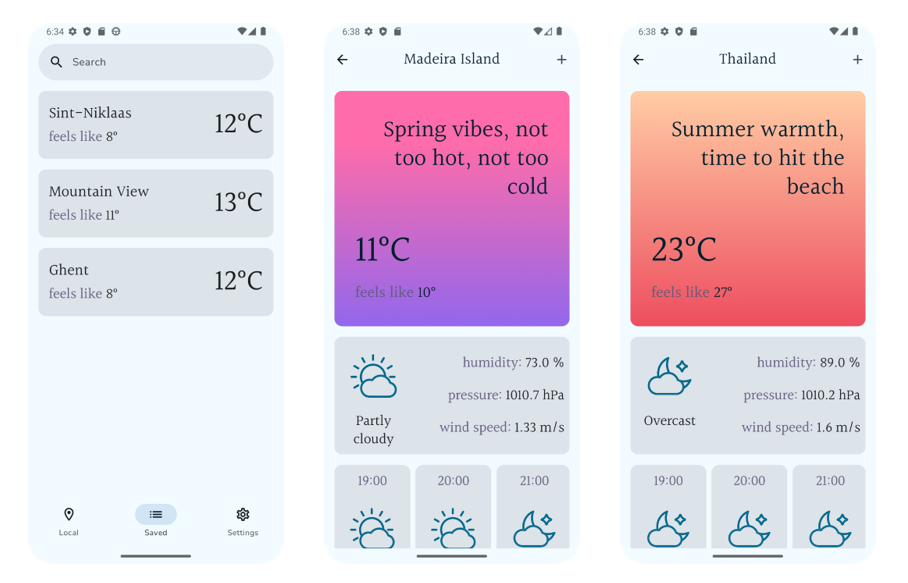 6:34
Search
Sint-Niklaas
feels like 8°
12°C
Mountain View
feels like 11°
13°C
Ghent
feels like 8°
12°C
Local
Saved
Settings
6:38
Madeira Island
Spring vibes, not
too hot, not too
cold
11°C
feels like 10°
Partly
cloudy
humidity: 73.0 %
pressure: 1010.7 hPa
wind speed: 1.33 m/s
19:00
20:00
21:00
6:38
Thailand
Summer warmth,
time to hit the
beach
23°C
feels like 27°
Overcast
humidity: 89.0 %
pressure: 1010.2 hPa
wind speed: 1.6 m/s
19:00
20:00
21:00